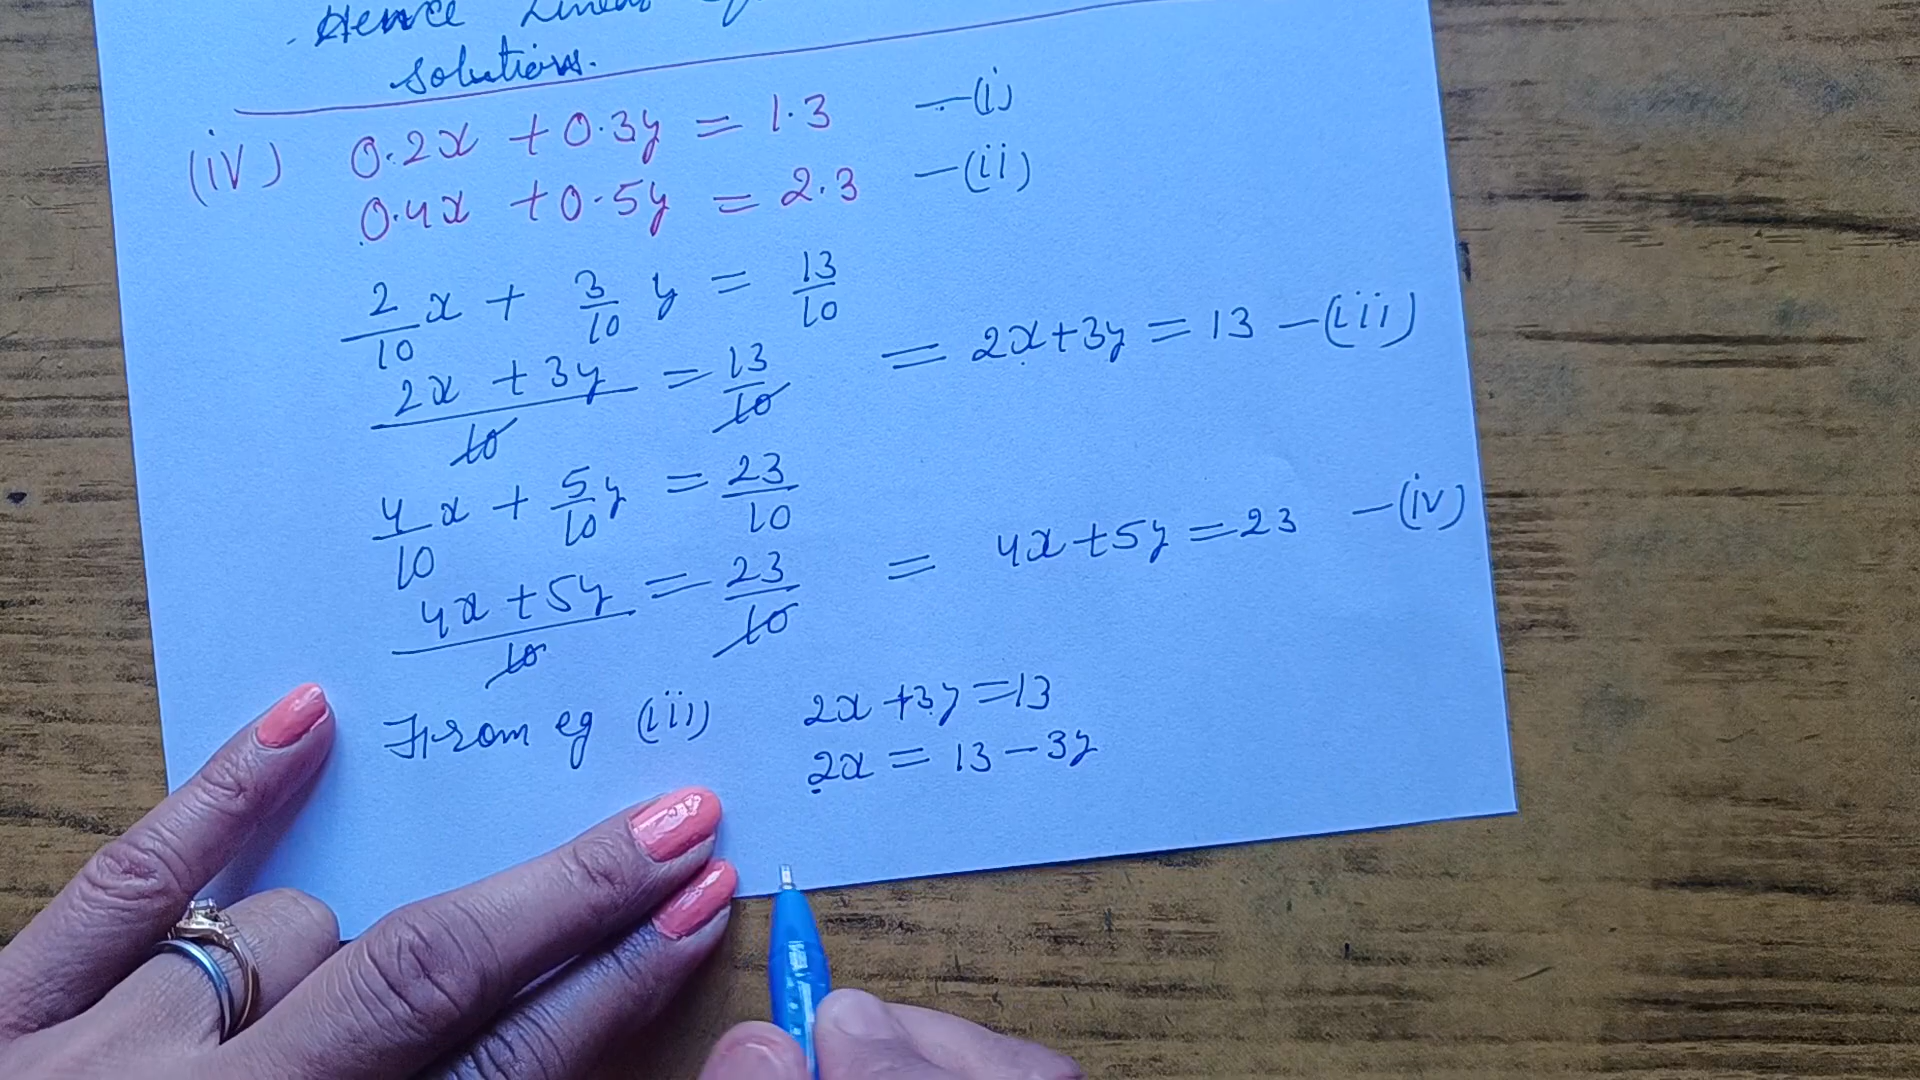 Hence Linear
solutions.
(iv) 0.2x + 0.3y = 1.3 —(i)
0.4x + 0.5y = 2.3 —(ii)
2/10 x + 3/10 y = 13/10
2x + 3y/10 = 13/10 = 2x+3y = 13 —(iii)
4/10 x + 5/10 y = 23/10
4x + 5y/10 = 23/10 = 4x+5y = 23 —(iv)
From eq (iii) 2x+3y=13
2x = 13 - 3y